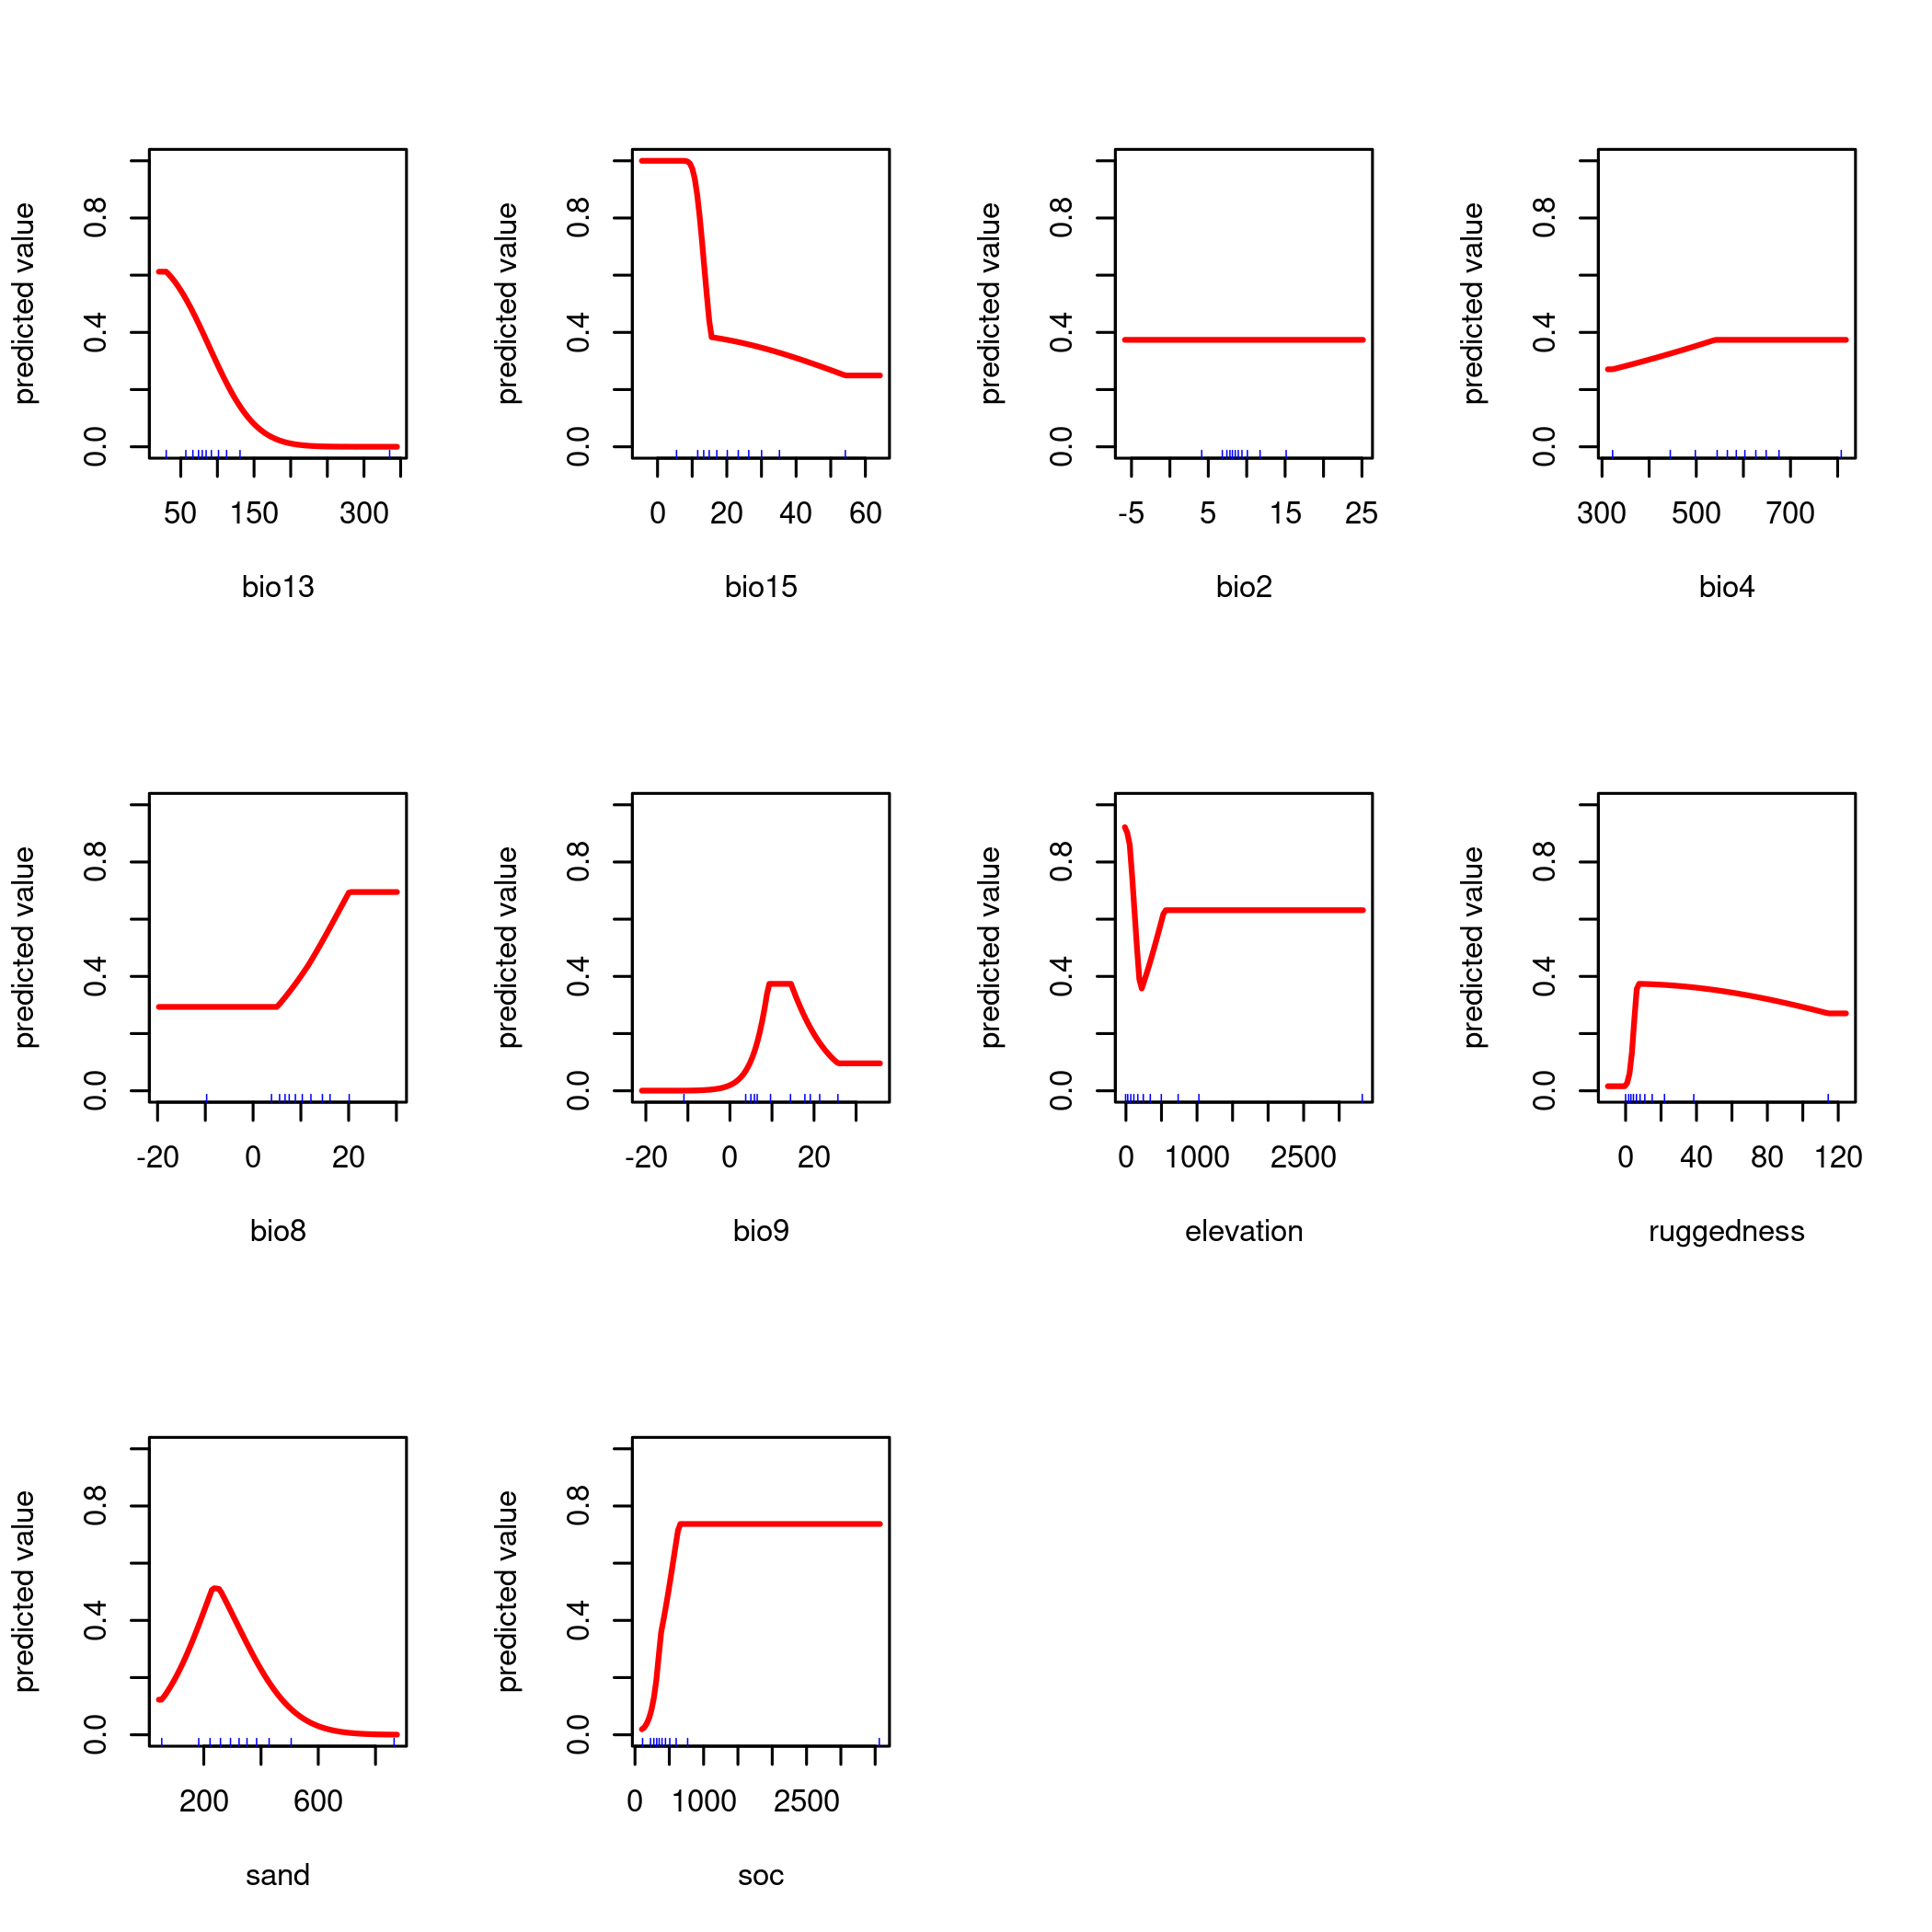 predicted value
0.0 0.4 0.8
50 150 300
bio13
predicted value
0.0 0.4 0.8
0 20 40 60
bio15
predicted value
0.0 0.4 0.8
-5 5 15 25
bio2
predicted value
0.0 0.4 0.8
300 500 700
bio4
predicted value
0.0 0.4 0.8
-20 0 20
bio8
predicted value
0.0 0.4 0.8
-20 0 20
bio9
predicted value
0.0 0.4 0.8
0 1000 2500
elevation
predicted value
0.0 0.4 0.8
0 40 80 120
ruggedness
predicted value
0.0 0.4 0.8
200 600
sand
predicted value
0.0 0.4 0.8
0 1000 2500
soc